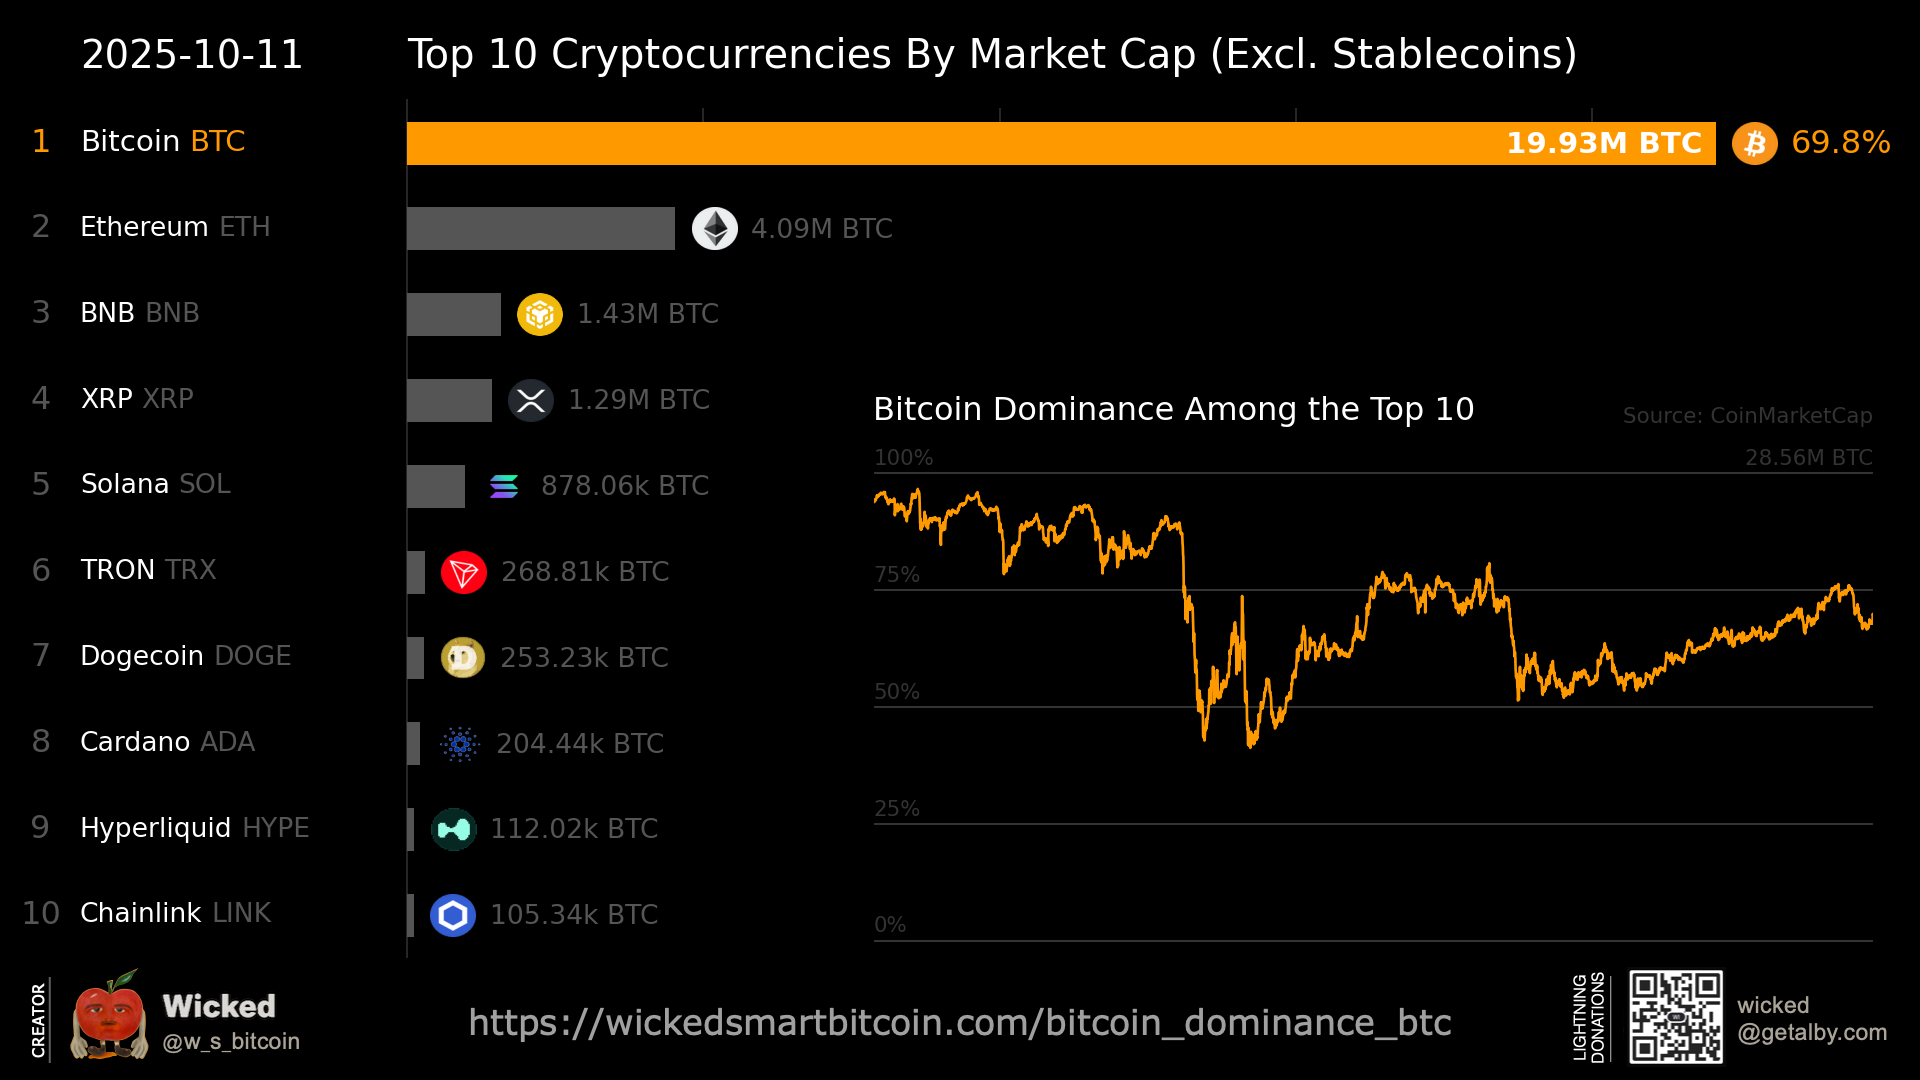 2025-10-11
Top 10 Cryptocurrencies By Market Cap (Excl. Stablecoins)
1 Bitcoin BTC 19.93M BTC 69.8%
2 Ethereum ETH 4.09M BTC
3 BNB BNB 1.43M BTC
4 XRP XRP 1.29M BTC
5 Solana SOL 878.06k BTC
6 TRON TRX 268.81k BTC
7 Dogecoin DOGE 253.23k BTC
8 Cardano ADA 204.44k BTC
9 Hyperliquid HYPE 112.02k BTC
10 Chainlink LINK 105.34k BTC
Bitcoin Dominance Among the Top 10
Source: CoinMarketCap
100% 28.56M BTC
75%
50%
25%
0%
CREATOR
Wicked
@w_s_bitcoin
https://wickedsmartbitcoin.com/bitcoin_dominance_btc
LIGHTNING
DONATIONS
wicked
@getalby.com